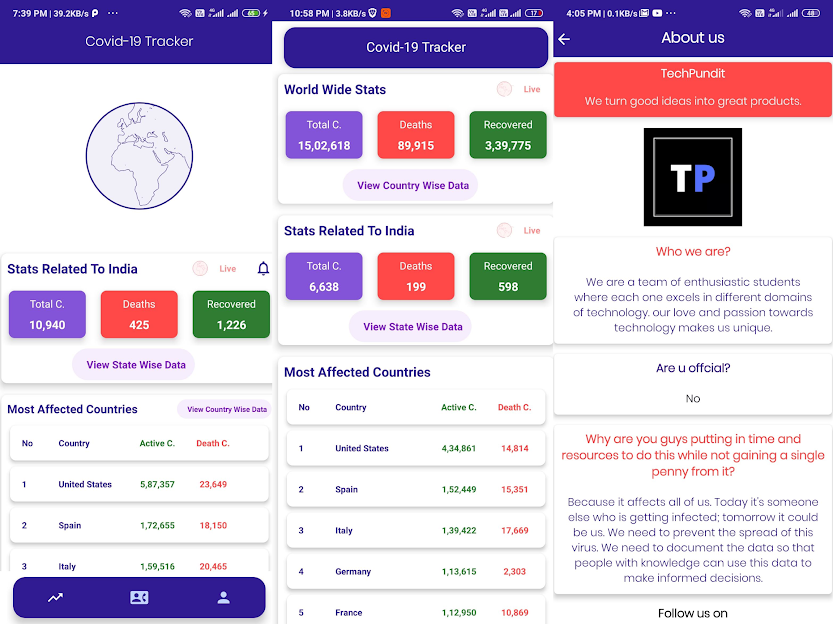 7:39 PM | 39.2KB/s
Covid-19 Tracker
Stats Related To India
Live
Total C.
10,940
Deaths
425
Recovered
1,226
View State Wise Data
Most Affected Countries
View Country Wise Data
No Country Active C. Death C.
1 United States 5,87,357 23,649
2 Spain 1,72,655 18,150
3 Italy 1,59,516 20,465
10:58 PM | 3.8KB/s
17
Covid-19 Tracker
World Wide Stats
Live
Total C.
15,02,618
Deaths
89,915
Recovered
3,39,775
View Country Wise Data
Stats Related To India
Live
Total C.
6,638
Deaths
199
Recovered
598
View State Wise Data
Most Affected Countries
No Country Active C. Death C.
1 United States 4,34,861 14,814
2 Spain 1,52,449 15,351
3 Italy 1,39,422 17,669
4 Germany 1,13,615 2,303
5 France 1,12,950 10,869
4:05 PM | 0.1KB/s
About us
TechPundit
We turn good ideas into great products.
TP
Who we are?
We are a team of enthusiastic students
where each one excels in different domains
of technology. our love and passion towards
technology makes us unique.
Are u offcial?
No
Why are you guys putting in time and
resources to do this while not gaining a single
penny from it?
Because it affects all of us. Today it's someone
else who is getting infected; tomorrow it could
be us. We need to prevent the spread of this
virus. We need to document the data so that
people with knowledge can use this data to
make informed decisions.
Follow us on